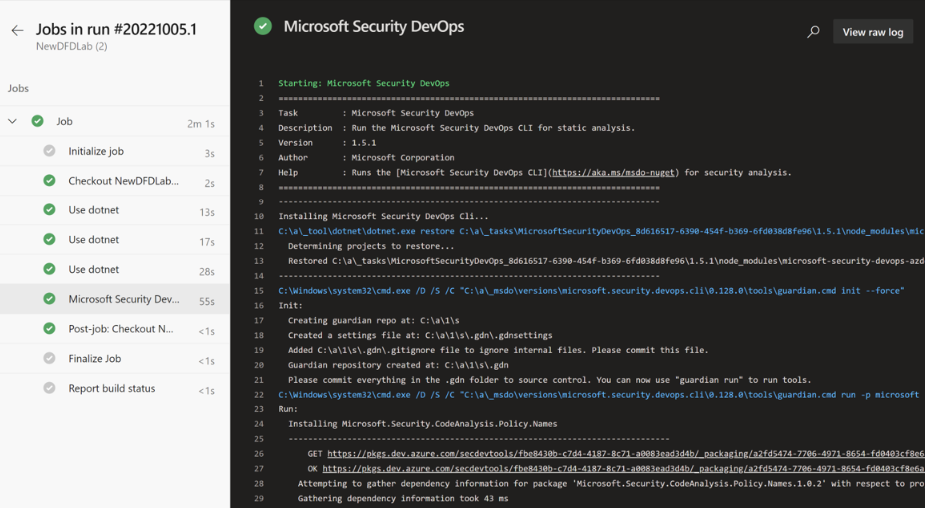 Jobs in run #20221005.1
NewDFDLab (2)
Jobs
Job 2m 1s
Initialize job 3s
Checkout NewDFDLab... 2s
Use dotnet 13s
Use dotnet 17s
Use dotnet 28s
Microsoft Security Dev... 55s
Post-job: Checkout N... <1s
Finalize Job <1s
Report build status <1s
Microsoft Security DevOps
View raw log
1 Starting: Microsoft Security DevOps
2 ==============================================================================
3 Task : Microsoft Security DevOps
4 Description : Run the Microsoft Security DevOps CLI for static analysis.
5 Version : 1.5.1
6 Author : Microsoft Corporation
7 Help : Runs the [Microsoft Security DevOps CLI](https://aka.ms/msdo-nuget) for security analysis.
8 ==============================================================================
9 ------------------------------------------------------------------------------
10 Installing Microsoft Security DevOps Cli...
11 C:\a\_tool\dotnet\dotnet.exe restore C:\a\_tasks\MicrosoftSecurityDevOps_8d616517-6390-454f-b369-6fd038d8fe96\1.5.1\node_modules\mic
12 Determining projects to restore...
13 Restored C:\a\_tasks\MicrosoftSecurityDevOps_8d616517-6390-454f-b369-6fd038d8fe96\1.5.1\node_modules\microsoft-security-devops-azd
14 ------------------------------------------------------------------------------
15 C:\Windows\system32\cmd.exe /D /S /C "C:\a\_msdo\versions\microsoft.security.devops.cli\0.128.0\tools\guardian.cmd init --force"
16 Init:
17 Creating guardian repo at: C:\a\1\s
18 Created a settings file at: C:\a\1\s\.gdn\.gdnsettings
19 Added C:\a\1\s\.gdn\.gitignore file to ignore internal files. Please commit this file.
20 Guardian repository created at: C:\a\1\s\.gdn
21 Please commit everything in the .gdn folder to source control. You can now use "guardian run" to run tools.
22 C:\Windows\system32\cmd.exe /D /S /C "C:\a\_msdo\versions\microsoft.security.devops.cli\0.128.0\tools\guardian.cmd run -p microsoft
23 Run:
24 Installing Microsoft.Security.CodeAnalysis.Policy.Names
25 ------------------------------------------------------------------------------
26 GET https://pkgs.dev.azure.com/secdevtools/fbe8430b-c7d4-4187-8c71-a0083ead3d4b/_packaging/a2fd5474-7706-4971-8654-fd0403cf8e6
27 OK https://pkgs.dev.azure.com/secdevtools/fbe8430b-c7d4-4187-8c71-a0083ead3d4b/_packaging/a2fd5474-7706-4971-8654-fd0403cf8e6a
28 Attempting to gather dependency information for package 'Microsoft.Security.CodeAnalysis.Policy.Names.1.0.2' with respect to pro
29 Gathering dependency information took 43 ms